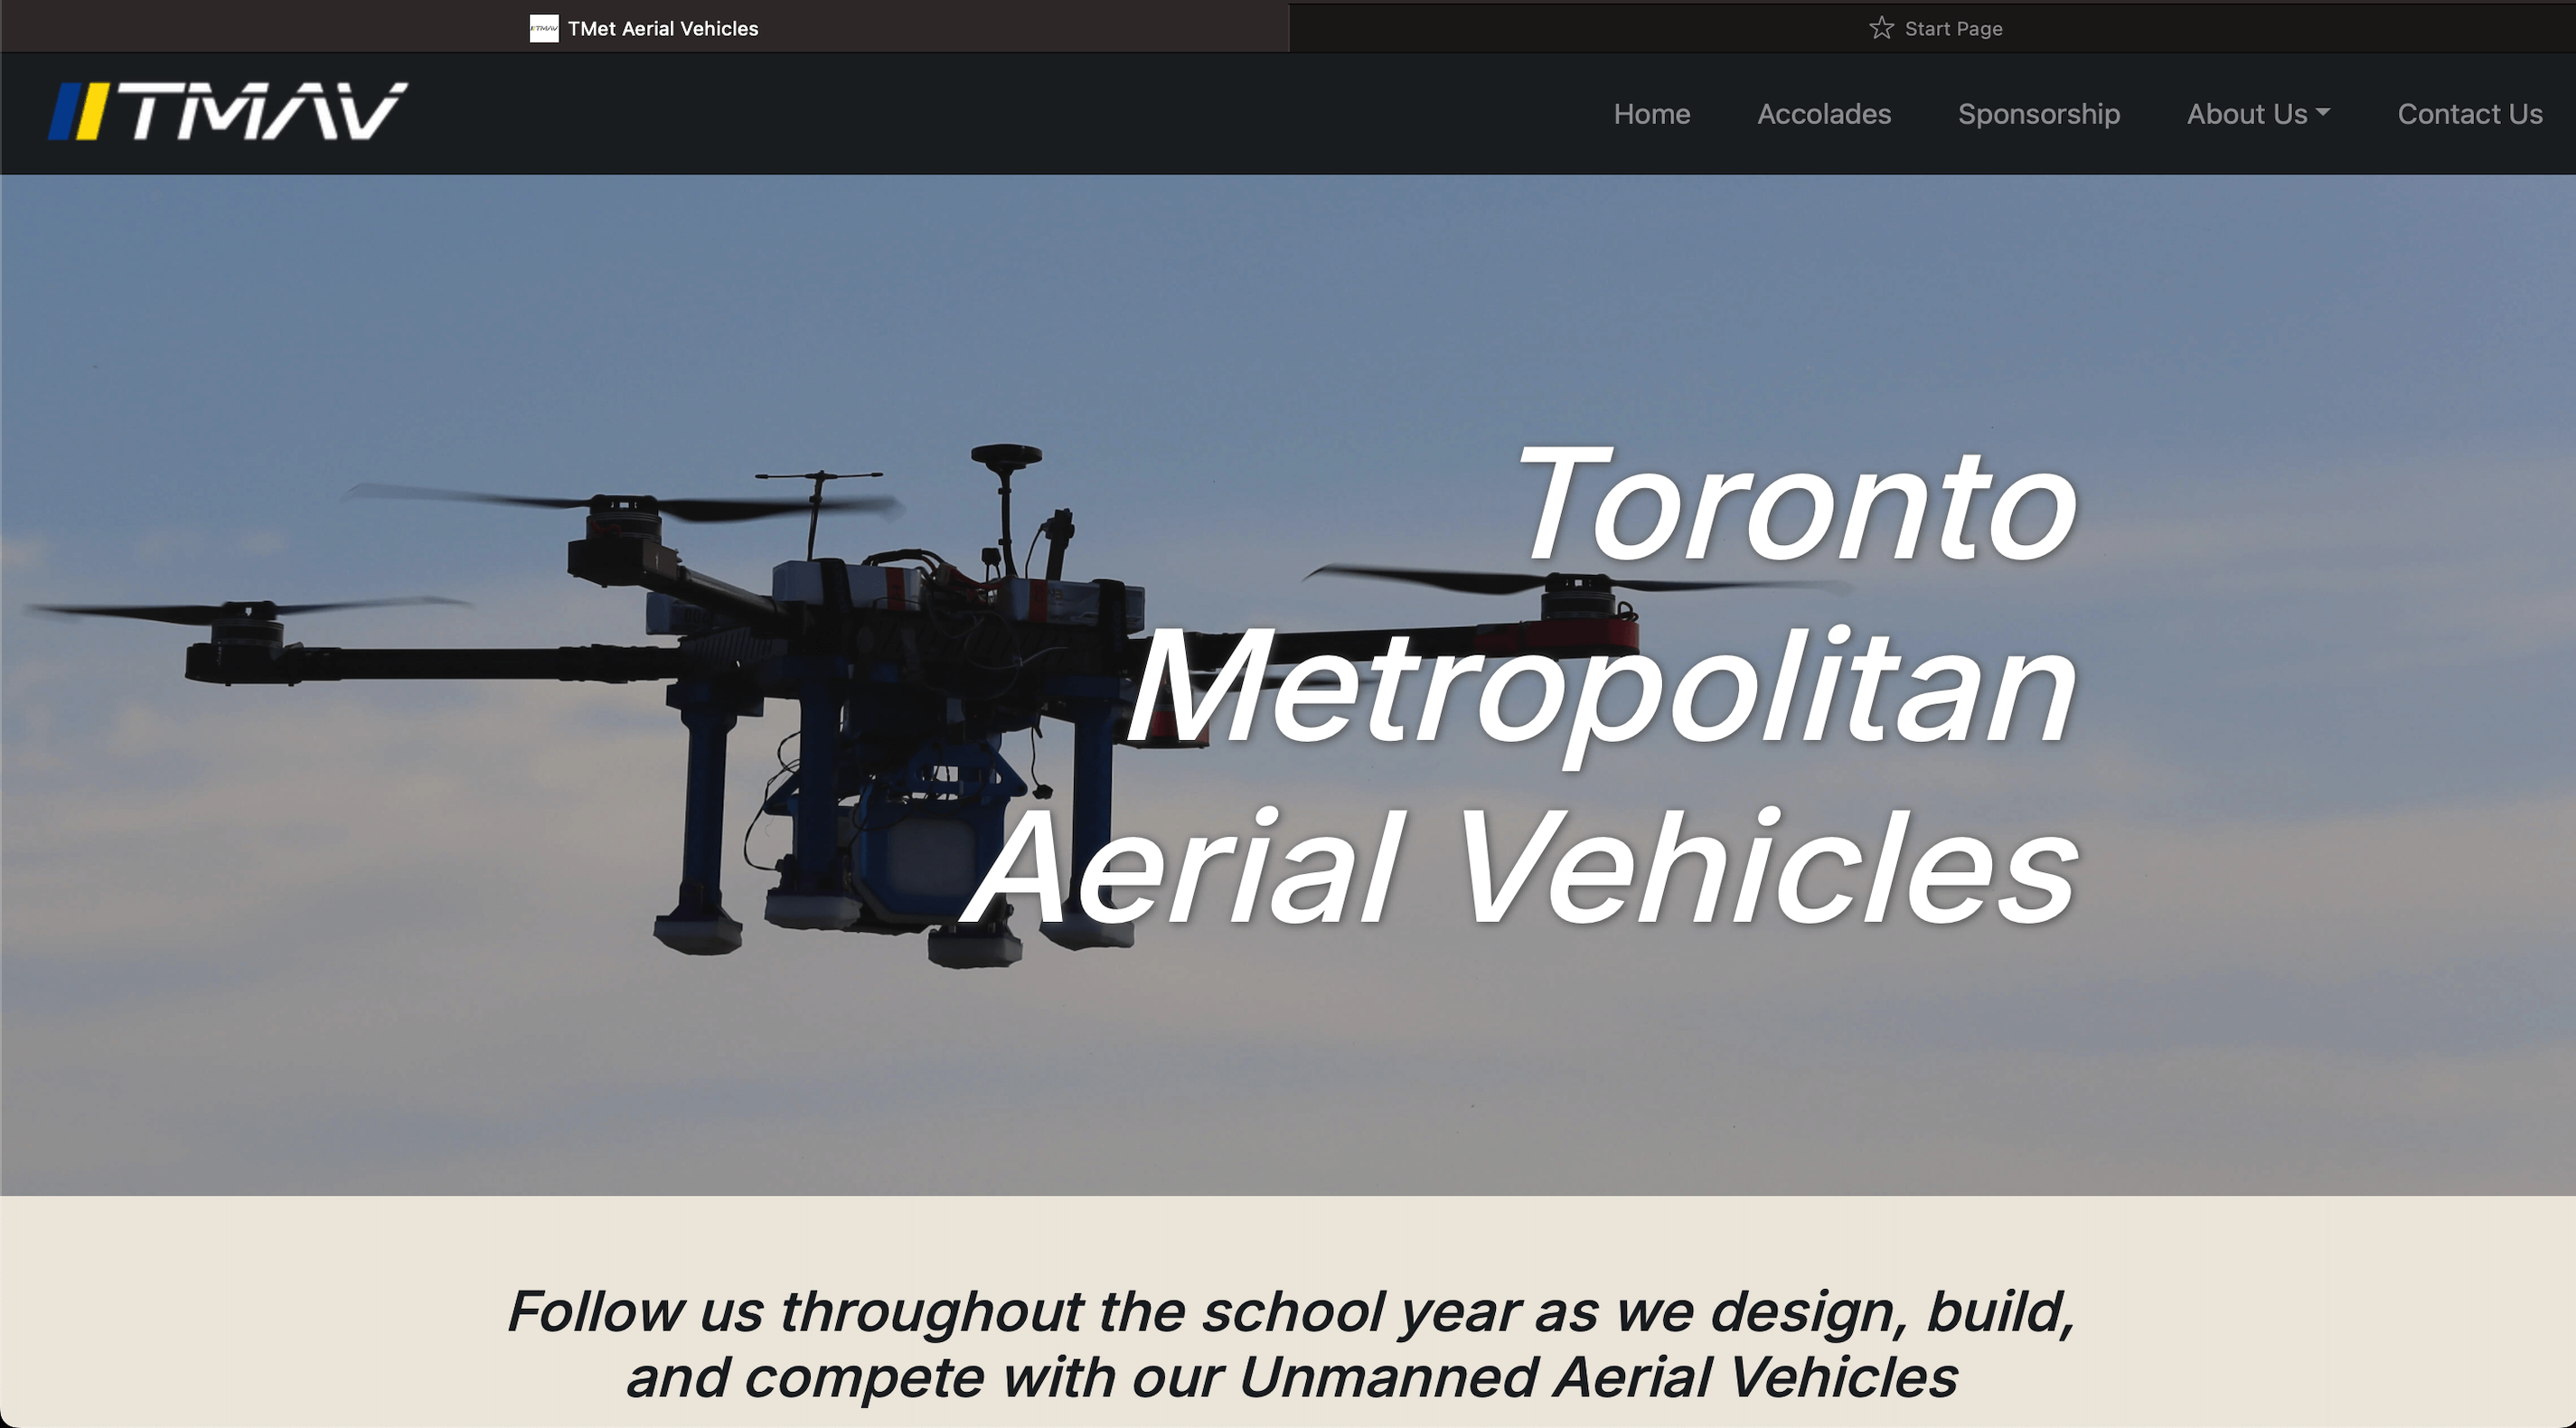 TMet Aerial Vehicles
Start Page
TMAV
Home Accolades Sponsorship About Us Contact Us
Toronto
Metropolitan
Aerial Vehicles
Follow us throughout the school year as we design, build,
and compete with our Unmanned Aerial Vehicles